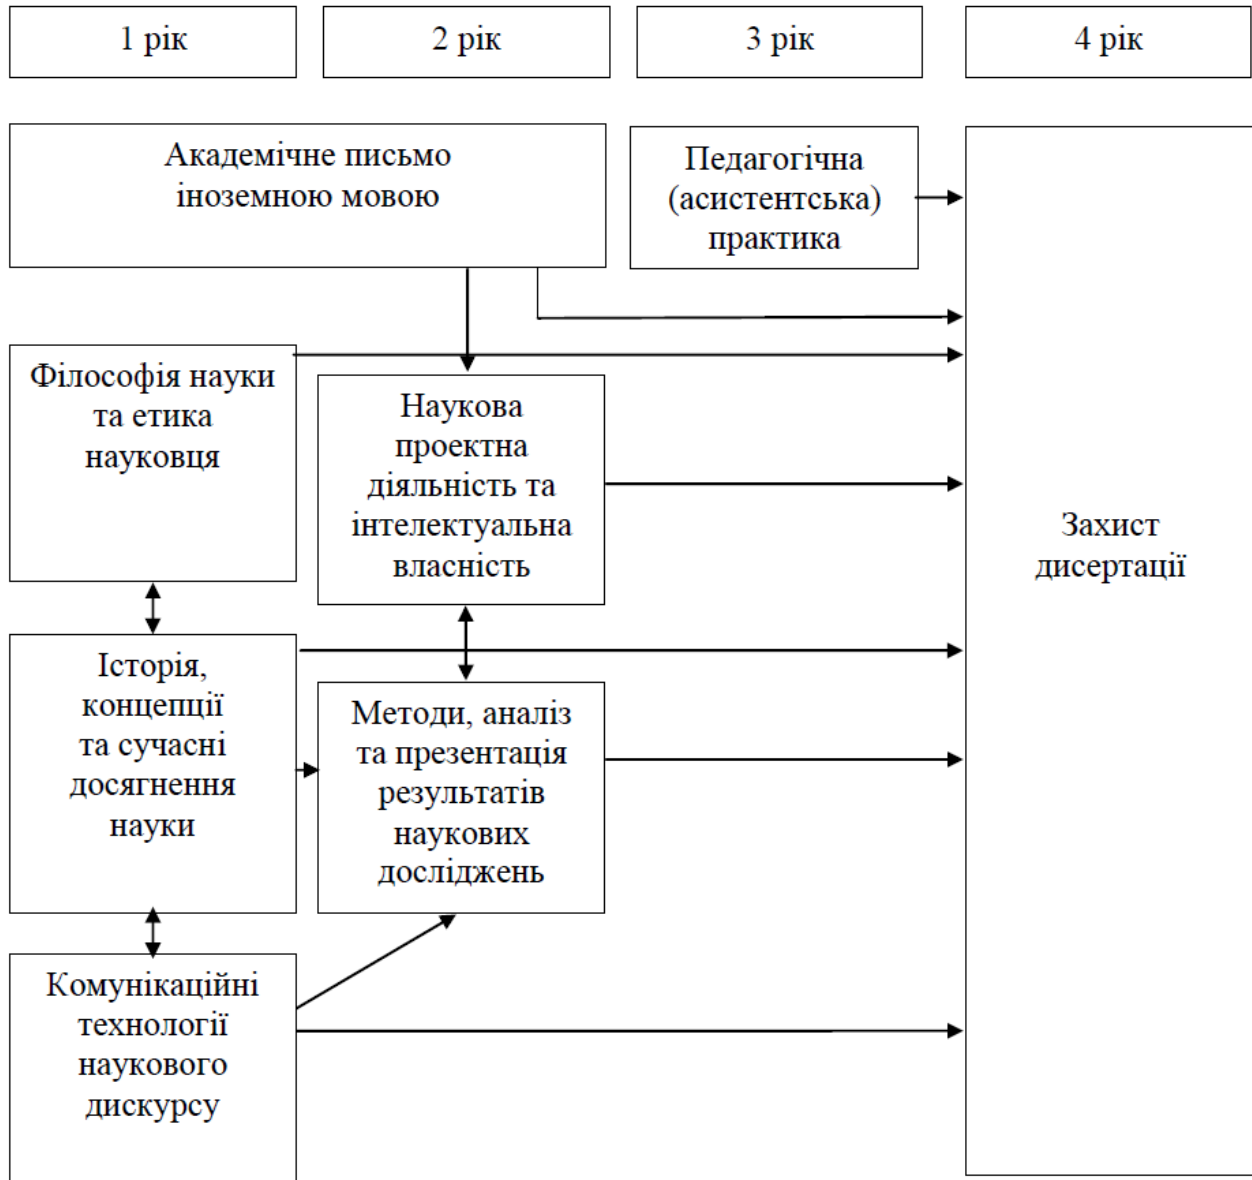 1 рік
2 рік
3 рік
4 рік
Академічне письмо
іноземною мовою
Педагогічна
(асистентська)
практика
Філософія науки
та етика
науковця
Наукова
проектна
діяльність та
інтелектуальна
власність
Захист
дисертації
Історія,
концепції
та сучасні
досягнення
науки
Методи, аналіз
та презентація
результатів
наукових
досліджень
Комунікаційні
технології
наукового
дискурсу